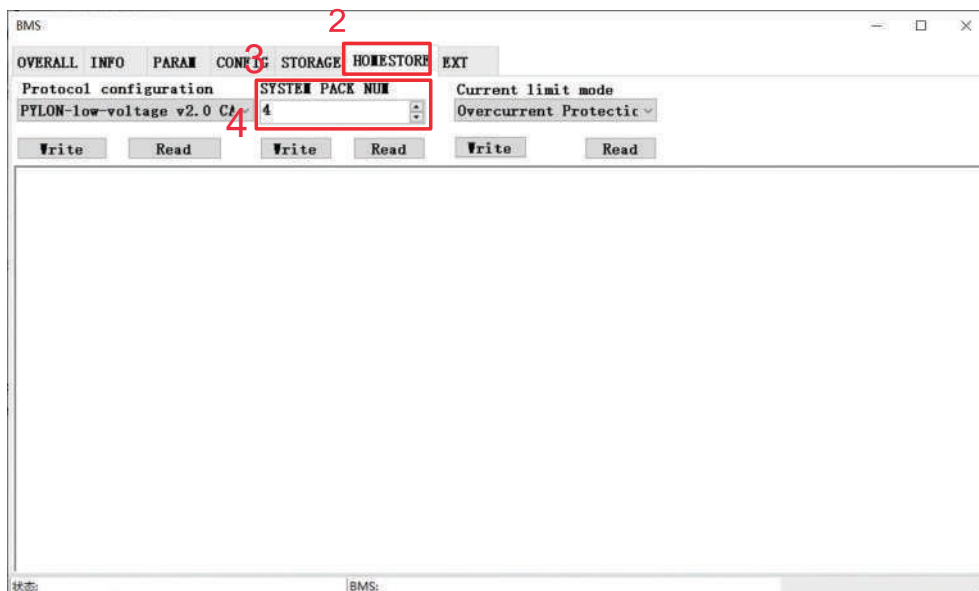 BMS
2
OVERALL INFO PARAM CONFIG STORAGE HOMESTORE EXT
3
Protocol configuration SYSTEM PACK NUM Current limit mode
PYLON-low-voltage v2.0 CA 4 Overcurrent Protectic
4
Write Read Write Read Write Read
状态: BMS: